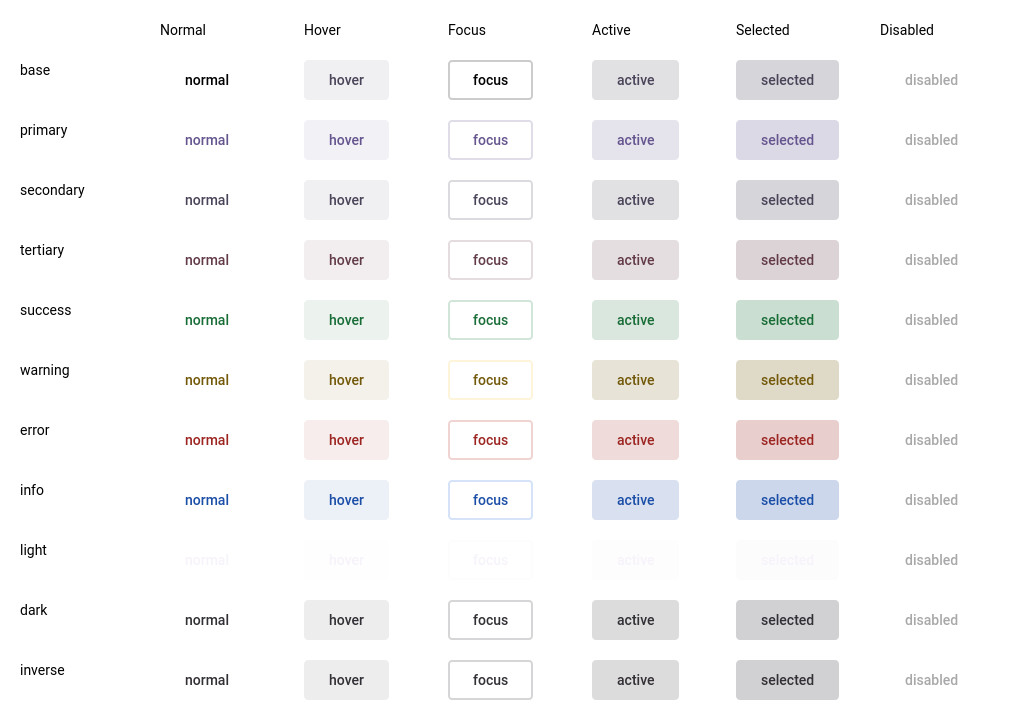 Normal Hover Focus Active Selected Disabled
base normal hover focus active selected disabled
primary normal hover focus active selected disabled
secondary normal hover focus active selected disabled
tertiary normal hover focus active selected disabled
success normal hover focus active selected disabled
warning normal hover focus active selected disabled
error normal hover focus active selected disabled
info normal hover focus active selected disabled
light normal hover focus active selected disabled
dark normal hover focus active selected disabled
inverse normal hover focus active selected disabled